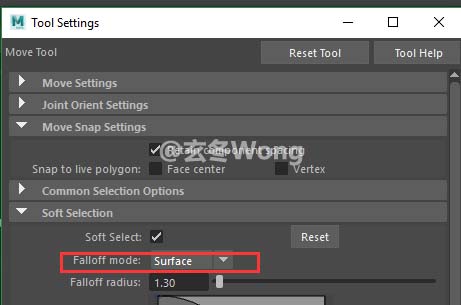 Tool Settings
Move Tool
Reset Tool
Tool Help
Move Settings
Joint Orient Settings
Move Snap Settings
Retain component spacing
@玄冬Wong
Snap to live polygon: Face center Vertex
Common Selection Options
Soft Selection
Soft Select: Reset
Falloff mode: Surface
Falloff radius: 1.30